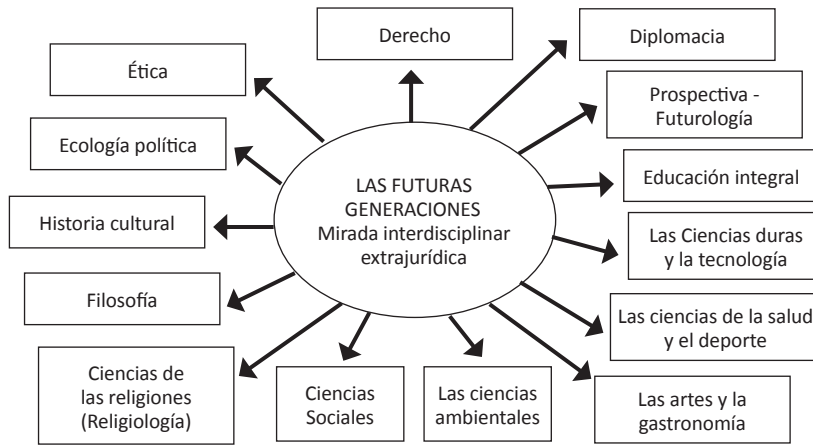 Derecho
Diplomacia
Ética
Prospectiva -
Futurología
Ecología política
LAS FUTURAS
GENERACIONES
Mirada interdisciplinar
extrajurídica
Educación integral
Historia cultural
Las Ciencias duras
y la tecnología
Filosofía
Las ciencias de la salud
y el deporte
Ciencias de
las religiones
(Religiología)
Ciencias
Sociales
Las ciencias
ambientales
Las artes y la
gastronomía